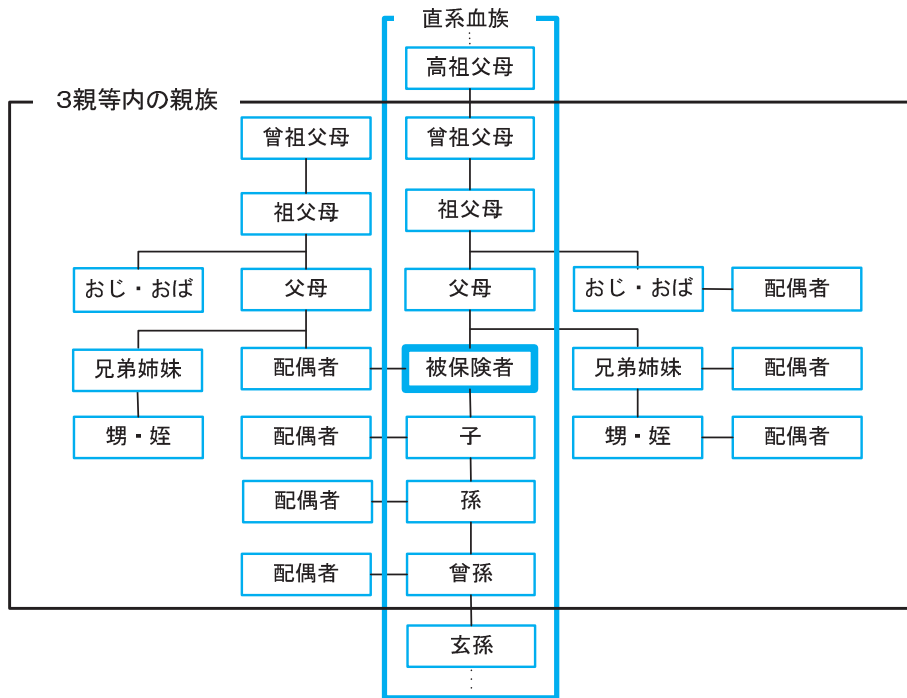 直系血族
高祖父母
3親等内の親族
曾祖父母
曾祖父母
祖父母
祖父母
おじ・おば
父母
父母
おじ・おば
配偶者
兄弟姉妹
配偶者
被保険者
兄弟姉妹
配偶者
甥・姪
配偶者
子
甥・姪
配偶者
配偶者
孫
配偶者
曾孫
玄孫